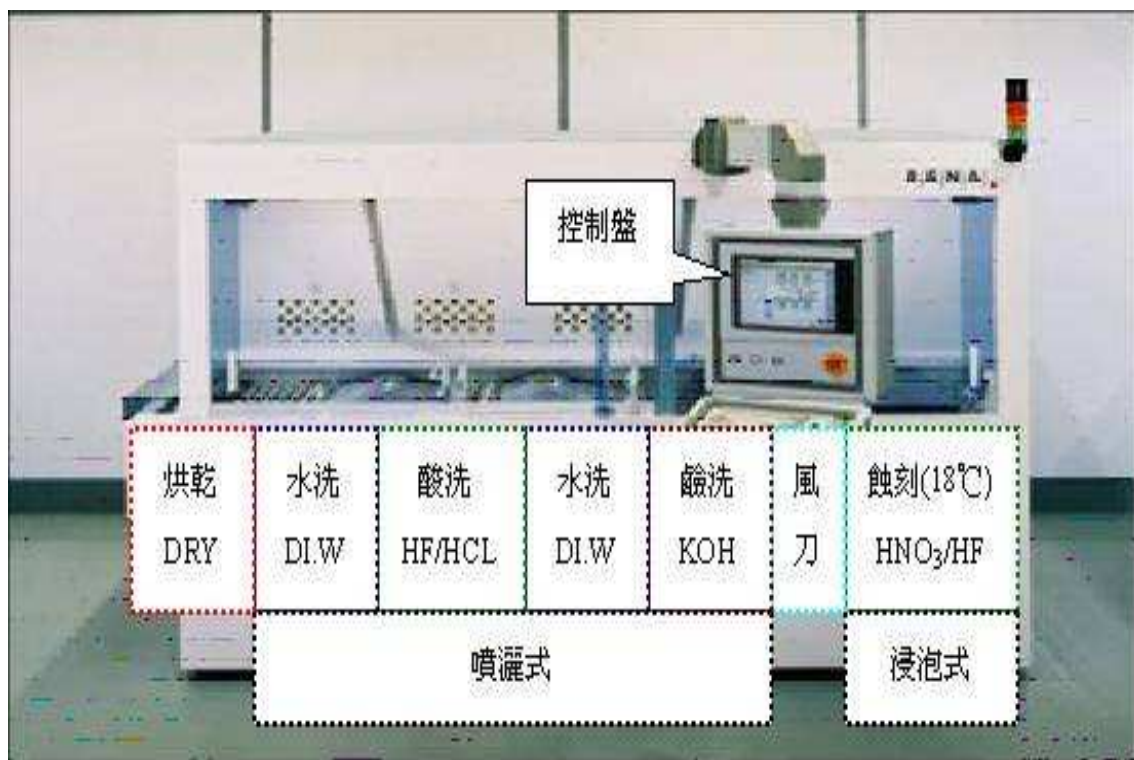 RENA
控制盤
烘乾
DRY
水洗
DI.W
酸洗
HF/HCL
水洗
DI.W
鹼洗
KOH
風
刀
蝕刻(18℃)
HNO₃/HF
噴灑式
浸泡式